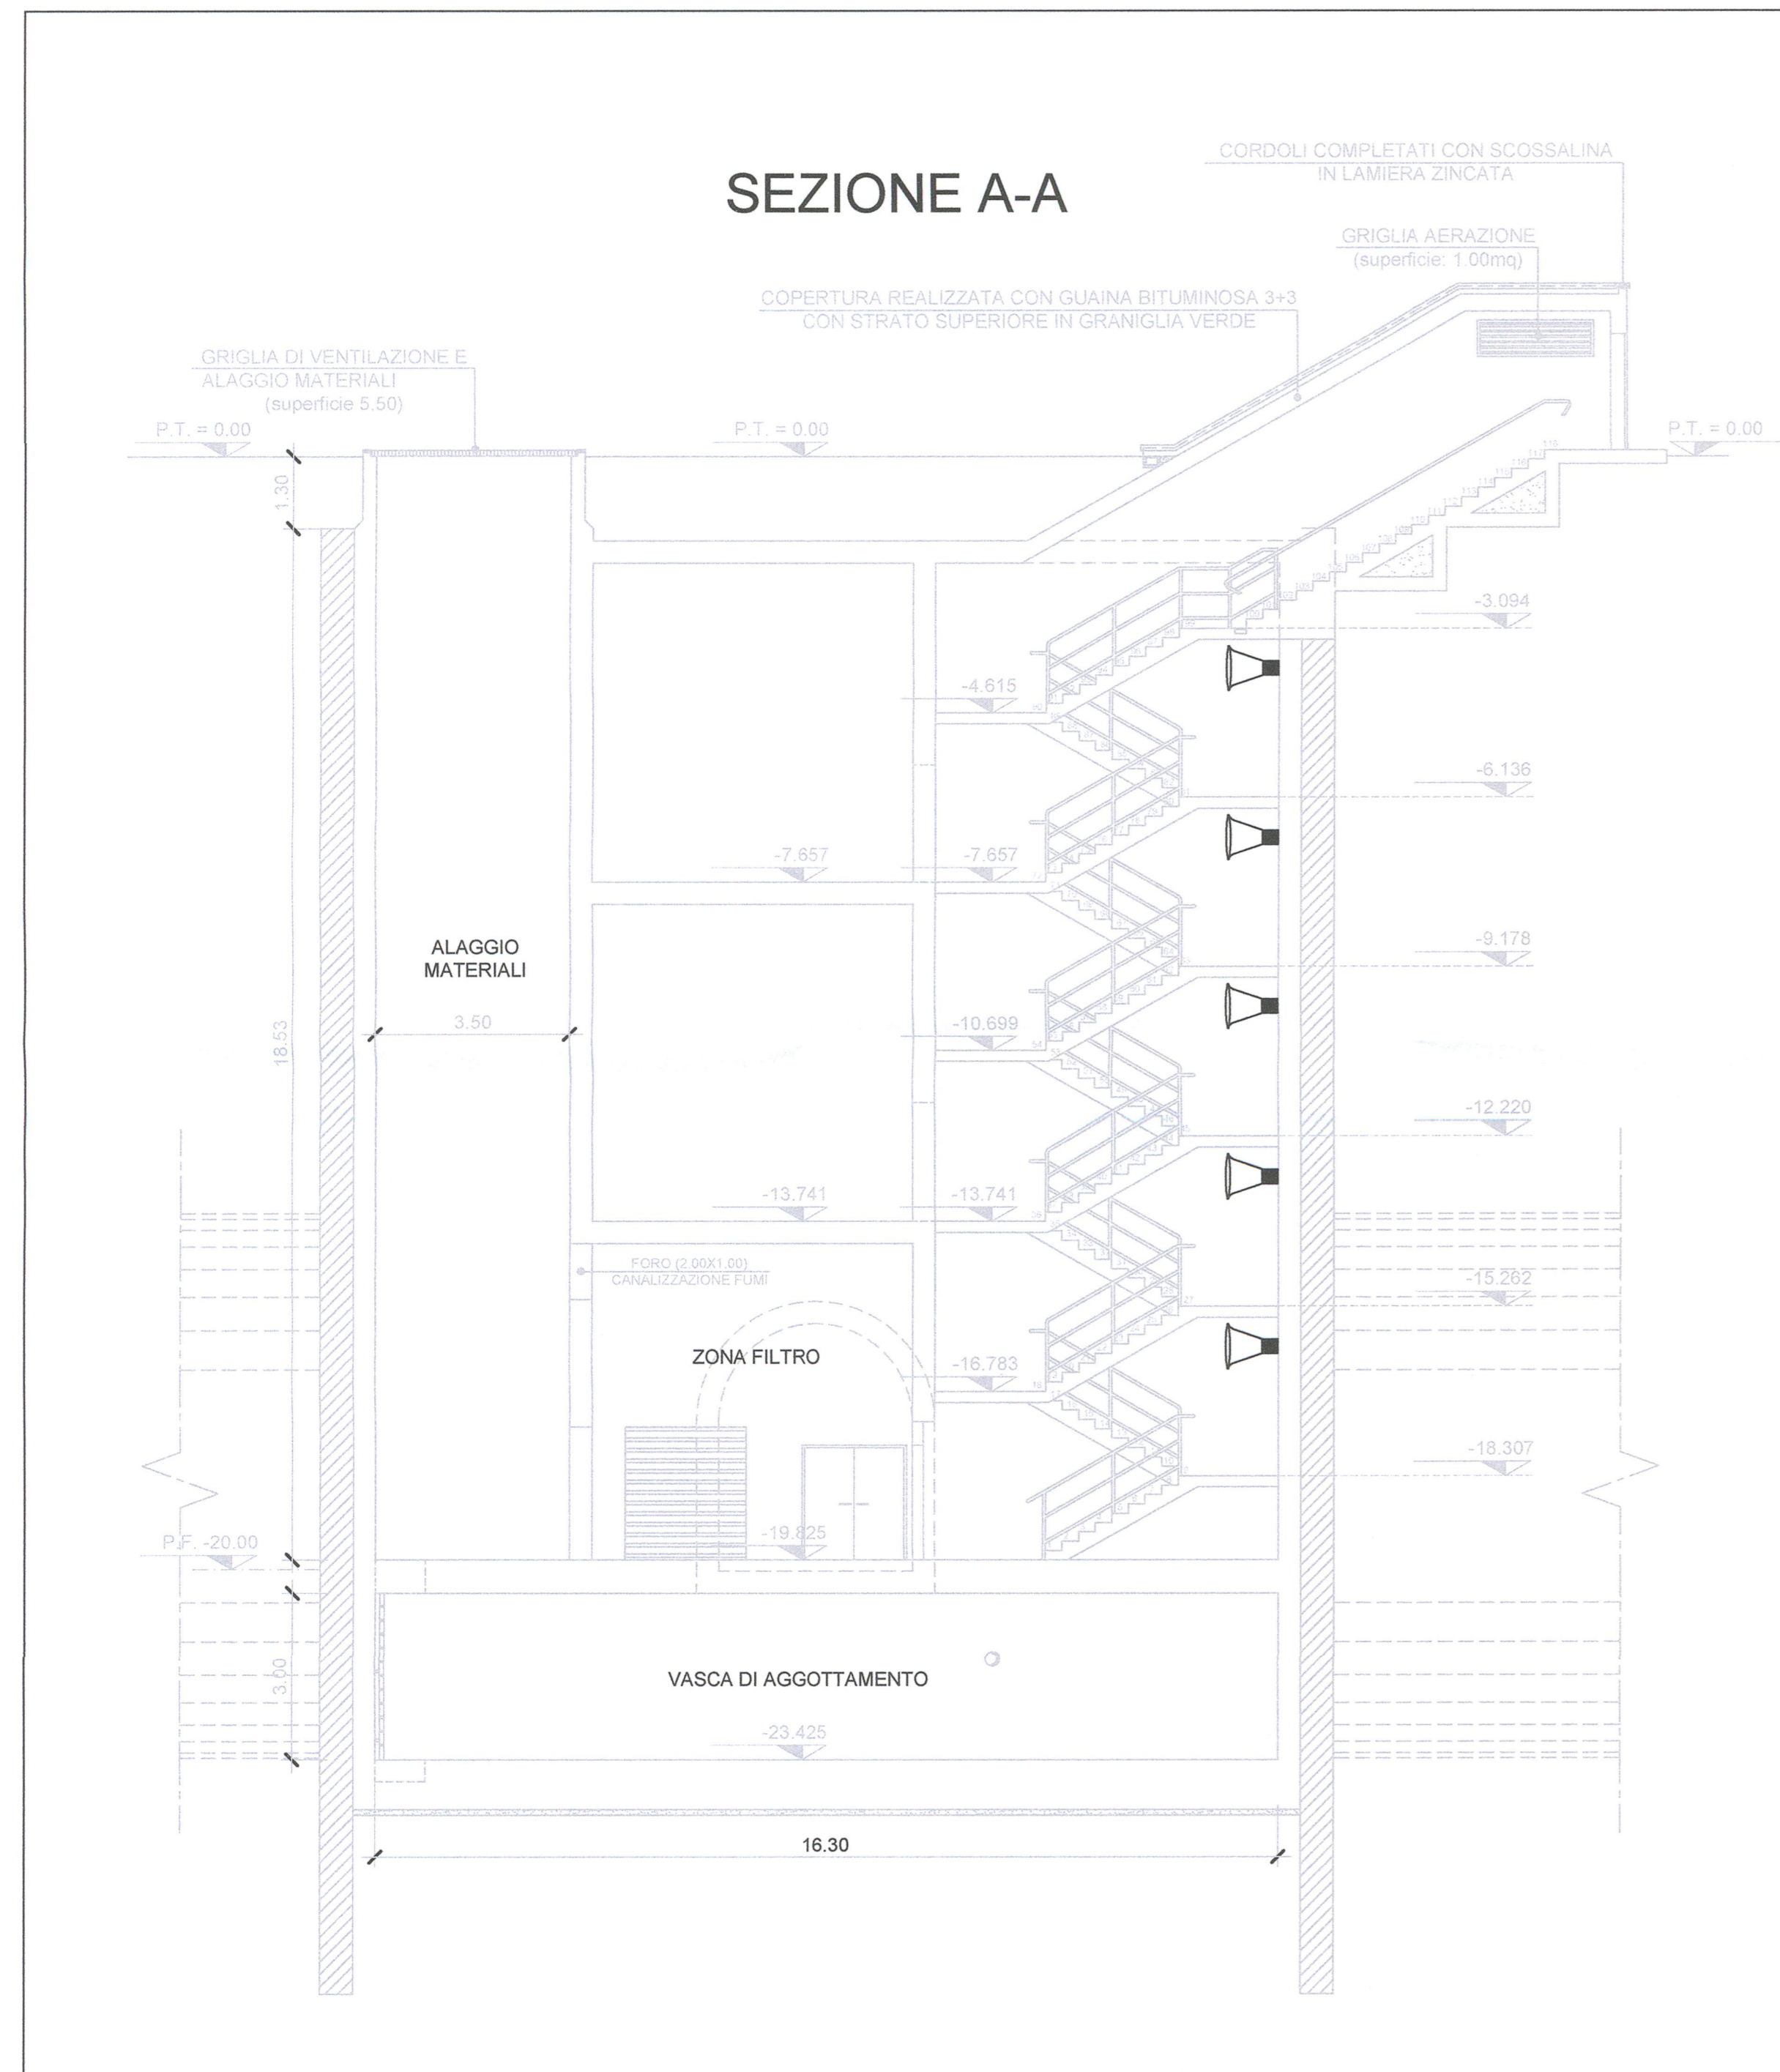 SEZIONE A-A
CORDOLI COMPLETATI CON SCOSSALINA
IN LAMIERA ZINCATA
GRIGLIA AERAZIONE
(superficie: 1.00mq)
COPERTURA REALIZZATA CON GUAINA BITUMINOSA 3+3
CON STRATO SUPERIORE IN GRANIGLIA VERDE
GRIGLIA DI VENTILAZIONE E
ALAGGIO MATERIALI
(superficie 5.50)
P.T. = 0.00
P.T. = 0.00
P.T. = 0.00
1.30
-3.094
-4.615
-6.136
-7.657
-7.657
ALAGGIO
MATERIALI
-9.178
3.50
-10.699
18.53
-12.220
-13.741
-13.741
FORO (2.00X1.00)
CANALIZZAZIONE FUMI
-15.262
ZONA FILTRO
-16.783
-18.307
-19.825
P.F. -20.00
3.00
VASCA DI AGGOTTAMENTO
-23.425
16.30